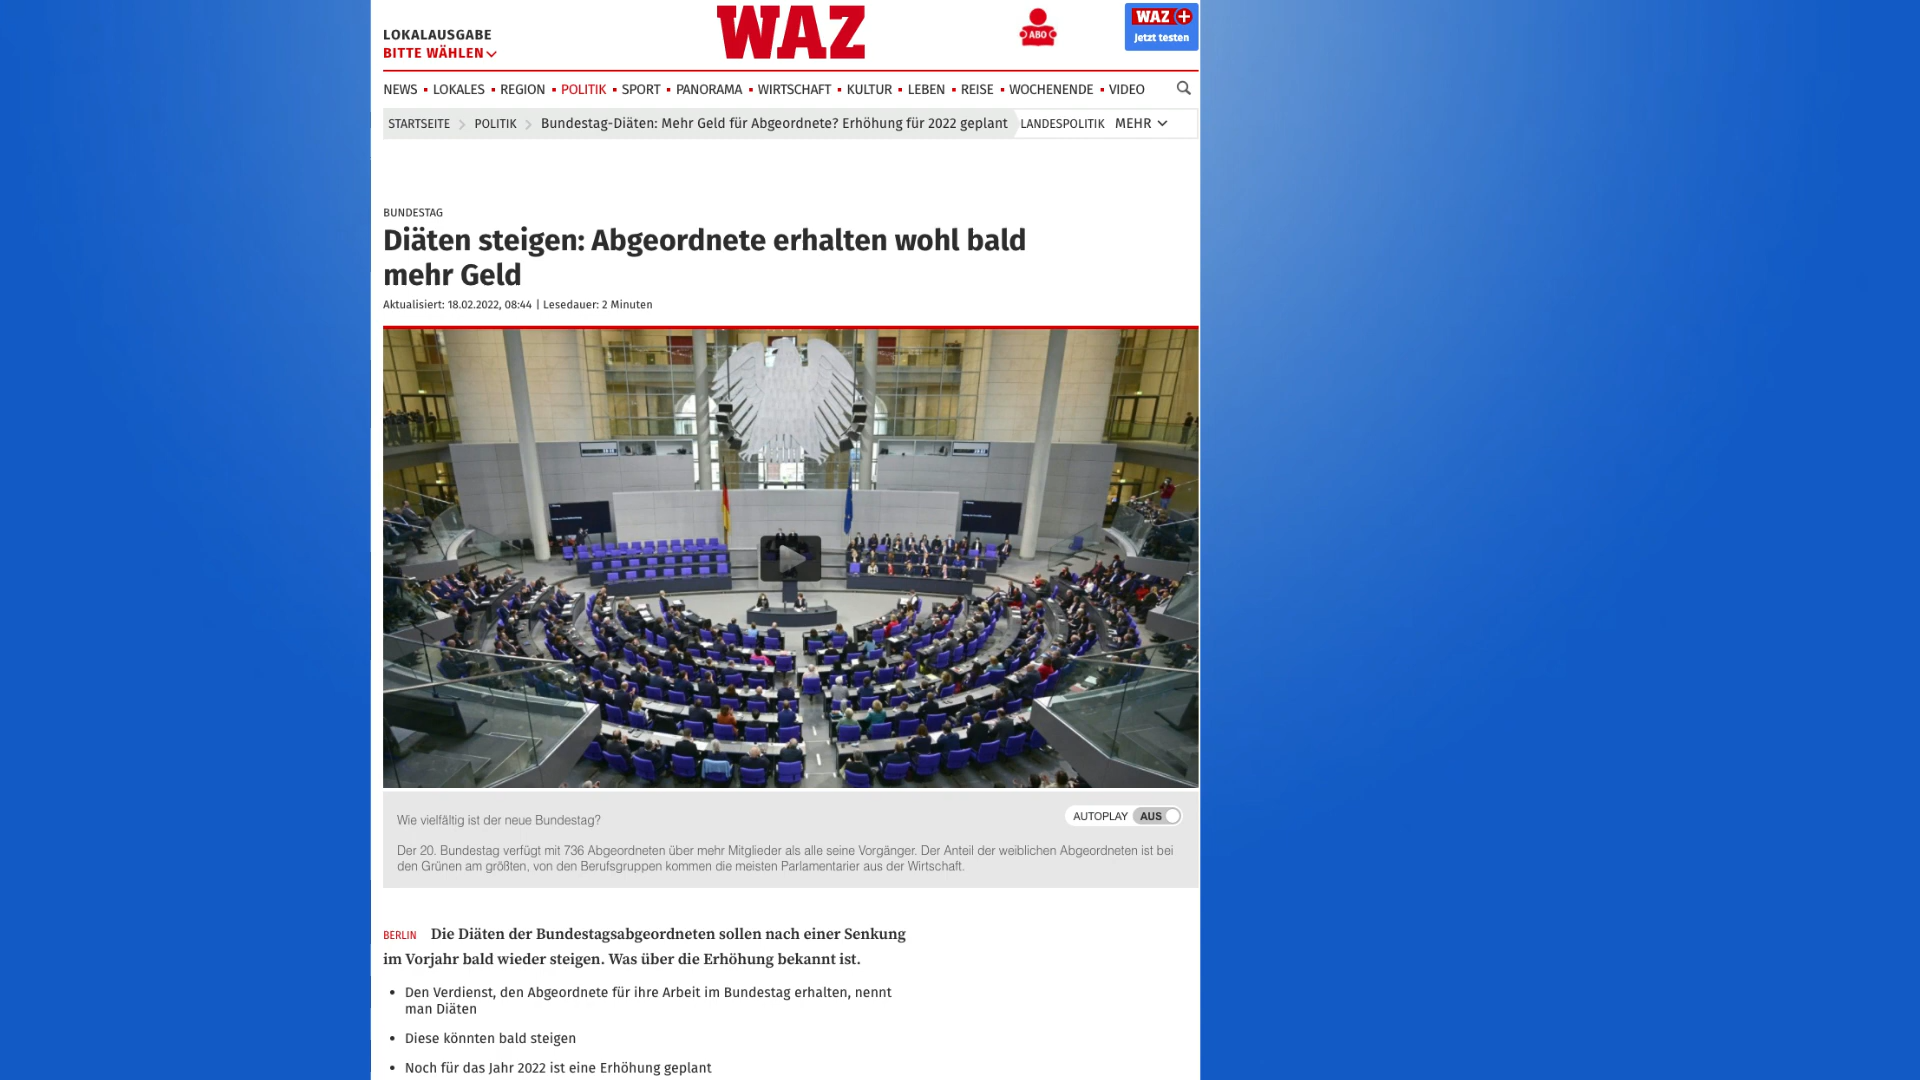 LOKALAUSGABE
BITTE WÄHLEN
WAZ
ABO
WAZ+
Jetzt testen
NEWS LOKALES REGION POLITIK SPORT PANORAMA WIRTSCHAFT KULTUR LEBEN REISE WOCHENENDE VIDEO
STARTSEITE POLITIK Bundestag-Diäten: Mehr Geld für Abgeordnete? Erhöhung für 2022 geplant LANDESPOLITIK MEHR
BUNDESTAG
Diäten steigen: Abgeordnete erhalten wohl bald
mehr Geld
Aktualisiert: 18.02.2022, 08:44 | Lesedauer: 2 Minuten
Wie vielfältig ist der neue Bundestag?
AUTOPLAY AUS
Der 20. Bundestag verfügt mit 736 Abgeordneten über mehr Mitglieder als alle seine Vorgänger. Der Anteil der weiblichen Abgeordneten ist bei
den Grünen am größten, von den Berufsgruppen kommen die meisten Parlamentarier aus der Wirtschaft.
BERLIN Die Diäten der Bundestagsabgeordneten sollen nach einer Senkung
im Vorjahr bald wieder steigen. Was über die Erhöhung bekannt ist.
• Den Verdienst, den Abgeordnete für ihre Arbeit im Bundestag erhalten, nennt
man Diäten
• Diese könnten bald steigen
• Noch für das Jahr 2022 ist eine Erhöhung geplant